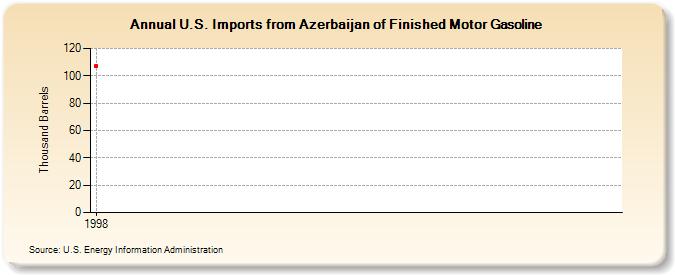 Annual U.S. Imports from Azerbaijan of Finished Motor Gasoline
Thousand Barrels
120
100
80
60
40
20
0
1998
Source: U.S. Energy Information Administration